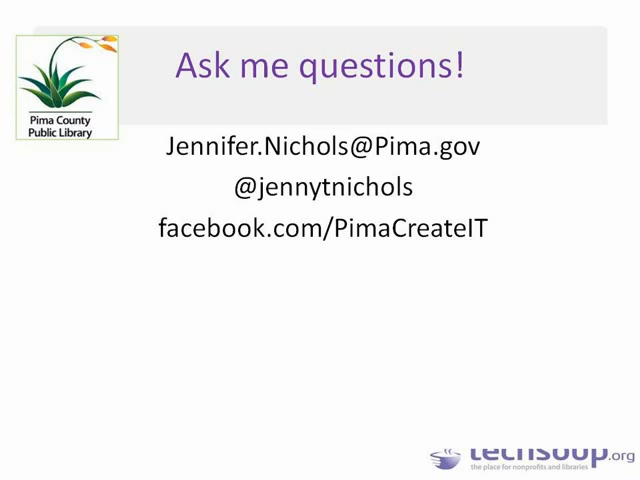 Ask me questions!
Pima County
Public Library
Jennifer.Nichols@Pima.gov
@jennytnichols
facebook.com/PimaCreateIT
techsoup.org
the place for nonprofits and libraries